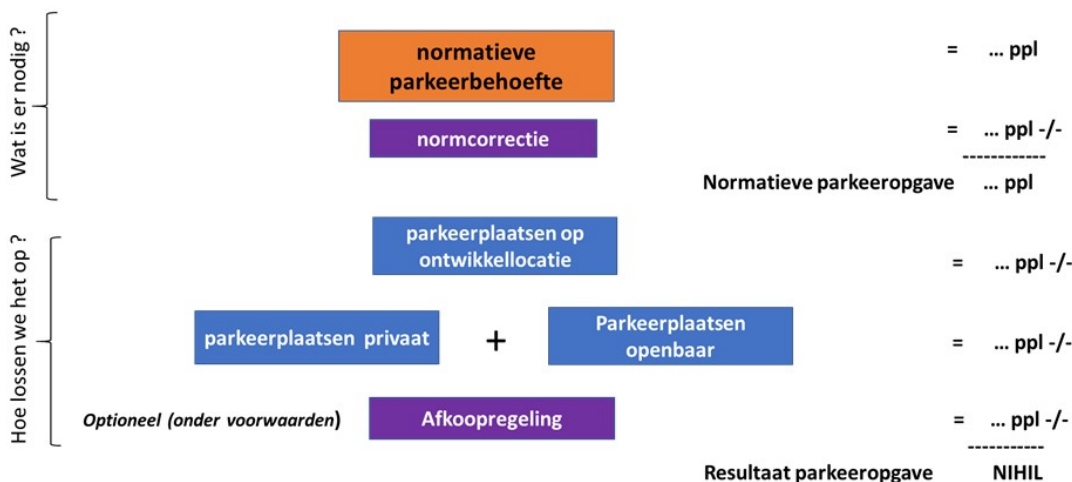 Wat is er nodig ?
normatieve
parkeerbehoefte
= ... ppl
normcorrectie
= ... ppl -/-
------------
Normatieve parkeeropgave ... ppl
Hoe lossen we het op ?
parkeerplaatsen op
ontwikkellocatie
= ... ppl -/-
parkeerplaatsen privaat + Parkeerplaatsen
openbaar
= ... ppl -/-
Optioneel (onder voorwaarden) Afkoopregeling = ... ppl -/-
-----------
Resultaat parkeeropgave NIHIL